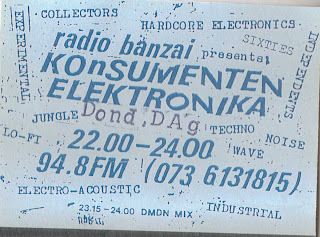 COLLECTORS
HARDCORE ELECTRONICS
EXPERIMENTAL
SIXTIES
INDEPENDENTS
radio banzai presents
KOnSUMENTEN
ELEKTRONIKA
JUNGLE
Dond.DAg
TECHNO
NOISE
LO-FI
22.00-24.00
WAVE
94.8FM (073 6131815)
ELECTRO-ACOUSTIC
INDUSTRIAL
23.15-24.00 DMDN MIX